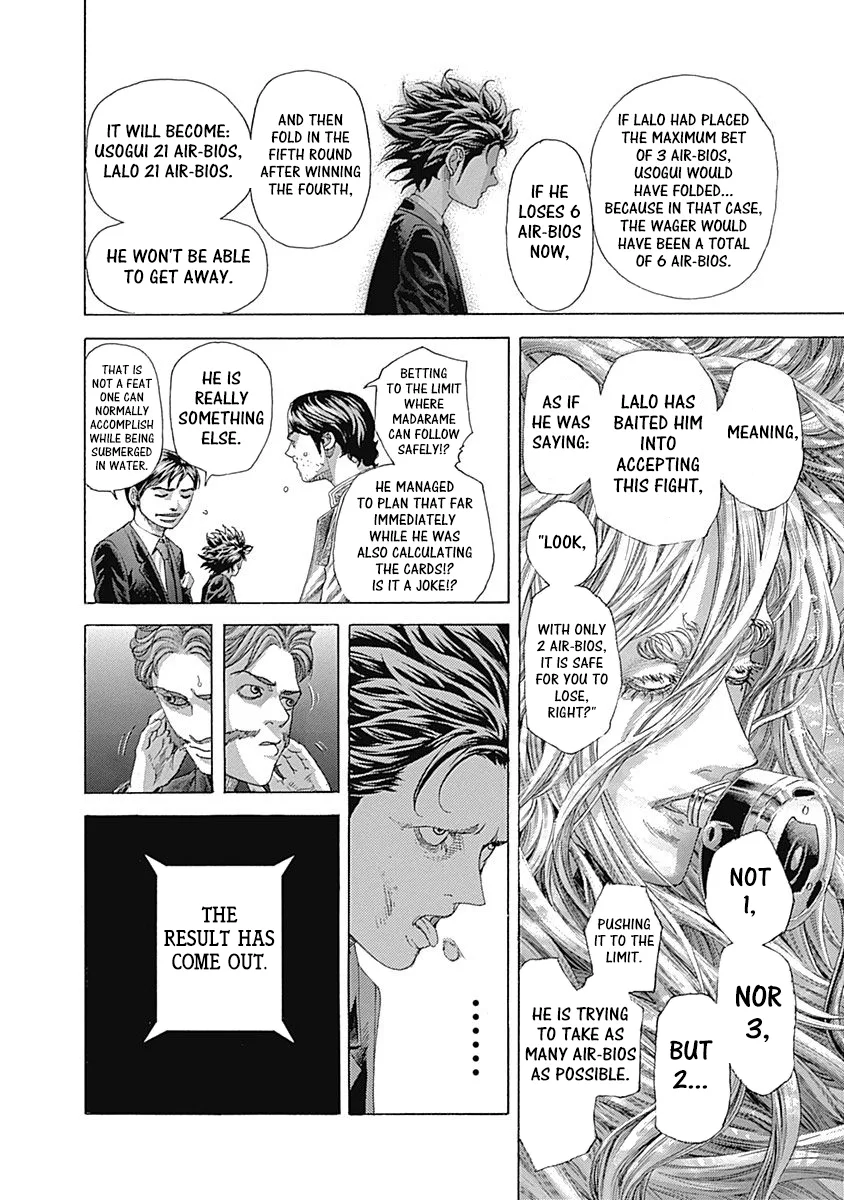 IF LALO HAD PLACED
THE MAXIMUM BET
OF 3 AIR-BIOS,
USOGUI WOULD
HAVE FOLDED...
BECAUSE IN THAT CASE,
THE WAGER WOULD
HAVE BEEN A TOTAL
OF 6 AIR-BIOS.
IF HE
LOSES 6
AIR-BIOS
NOW,
AND THEN
FOLD IN THE
FIFTH ROUND
AFTER WINNING
THE FOURTH,
IT WILL BECOME:
USOGUI 21 AIR-BIOS,
LALO 21 AIR-BIOS.
HE WON'T BE ABLE
TO GET AWAY.
MEANING,
LALO HAS
BAITED HIM
INTO
ACCEPTING
THIS FIGHT,
AS IF
HE WAS
SAYING:
"LOOK,
WITH ONLY
2 AIR-BIOS,
IT IS SAFE
FOR YOU TO
LOSE,
RIGHT?"
NOT
1,
NOR
3,
BUT
2...
PUSHING
IT TO THE
LIMIT.
HE IS TRYING
TO TAKE AS
MANY AIR-BIOS
AS POSSIBLE.
BETTING
TO THE LIMIT
WHERE
MADARAME
CAN FOLLOW
SAFELY!?
HE MANAGED
TO PLAN THAT FAR
IMMEDIATELY
WHILE HE WAS
ALSO CALCULATING
THE CARDS!?
IS IT A JOKE!?
HE IS
REALLY
SOMETHING
ELSE.
THAT IS
NOT A FEAT
ONE CAN
NORMALLY
ACCOMPLISH
WHILE BEING
SUBMERGED
IN WATER.
.....
THE
RESULT HAS
COME OUT.